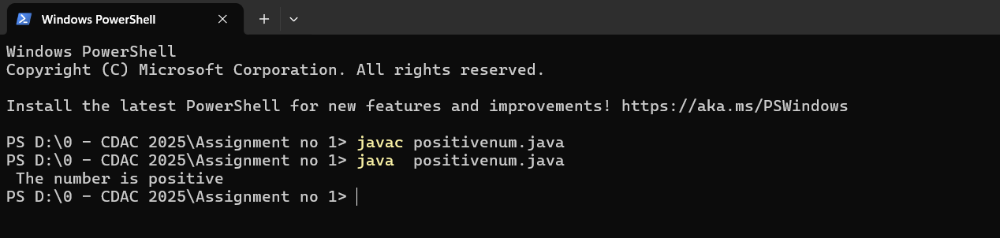 Windows PowerShell
Windows PowerShell
Copyright (C) Microsoft Corporation. All rights reserved.
Install the latest PowerShell for new features and improvements! https://aka.ms/PSWindows
PS D:\0 - CDAC 2025\Assignment no 1> javac positivenum.java
PS D:\0 - CDAC 2025\Assignment no 1> java  positivenum.java
 The number is positive
PS D:\0 - CDAC 2025\Assignment no 1>